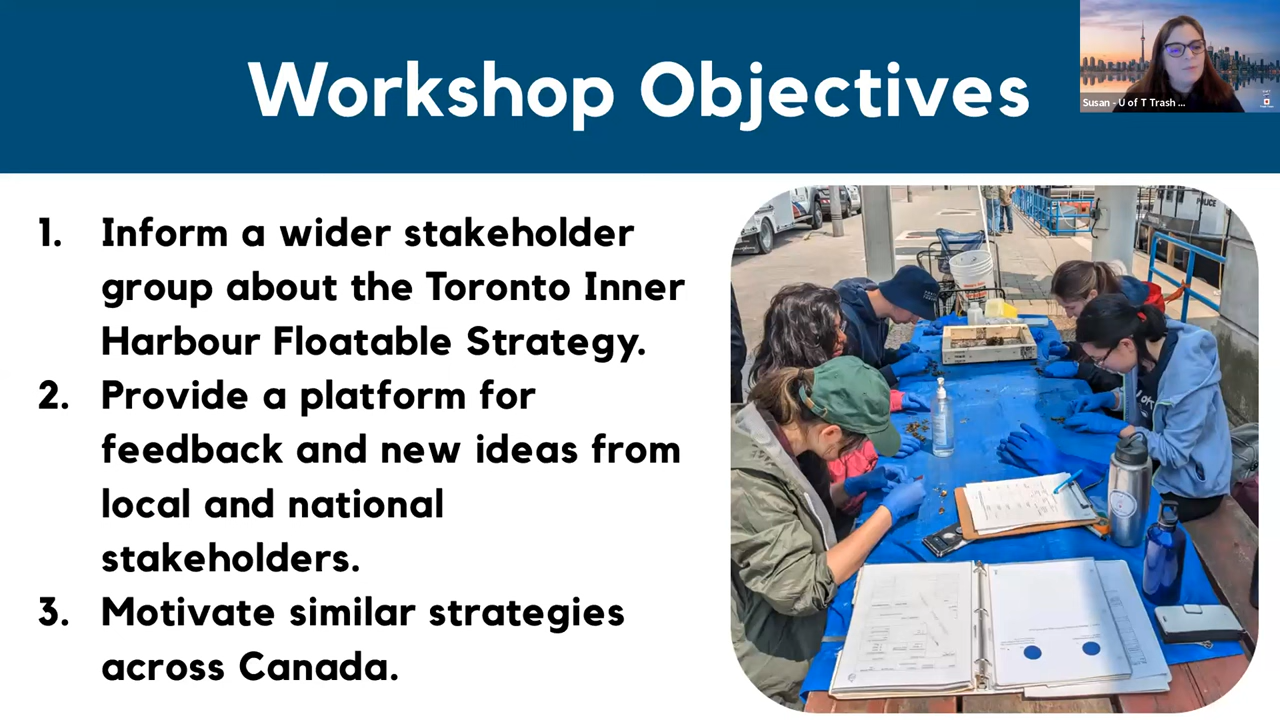 Workshop Objectives
Susan - U of T Trash ...
1. Inform a wider stakeholder
group about the Toronto Inner
Harbour Floatable Strategy.
2. Provide a platform for
feedback and new ideas from
local and national
stakeholders.
3. Motivate similar strategies
across Canada.
POLICE